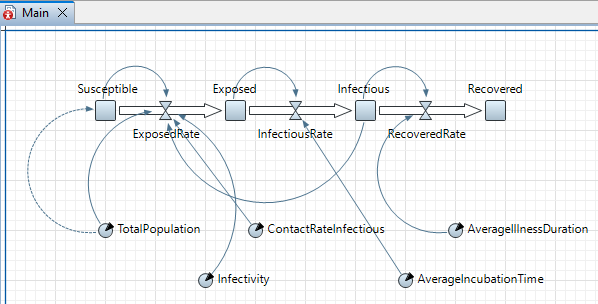 Main
Susceptible Exposed Infectious Recovered
ExposedRate InfectiousRate RecoveredRate
TotalPopulation ContactRateInfectious AverageIllnessDuration
Infectivity AverageIncubationTime